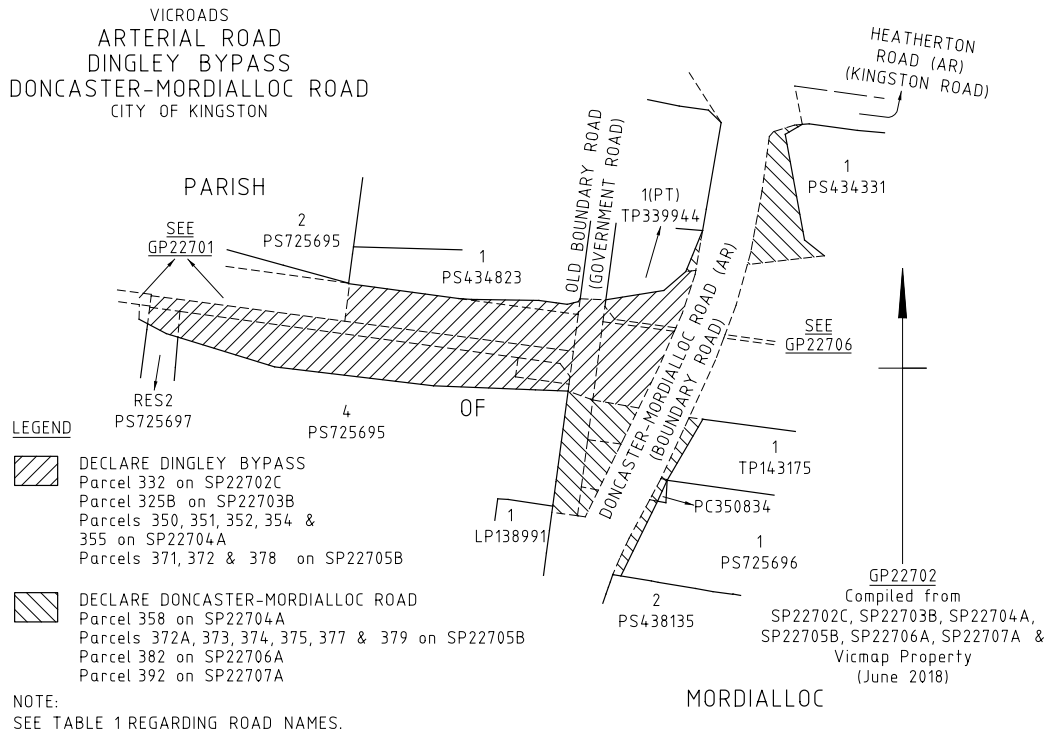 VICROADS
ARTERIAL ROAD
DINGLEY BYPASS
DONCASTER-MORDIALLOC ROAD
CITY OF KINGSTON
HEATHERTON
ROAD (AR)
(KINGSTON ROAD)
PARISH
SEE
GP22701
2
PS725695
1
PS434823
OLD BOUNDARY ROAD
(GOVERNMENT ROAD)
1(PT)
TP339944
1
PS434331
DONCASTER-MORDIALLOC ROAD (AR)
(BOUNDARY ROAD)
SEE
GP22706
RES2
PS725697
4
PS725695
OF
1
LP138991
1
TP143175
PC350834
1
PS725696
2
PS438135
LEGEND
DECLARE DINGLEY BYPASS
Parcel 332 on SP22702C
Parcel 325B on SP22703B
Parcels 350, 351, 352, 354 &
355 on SP22704A
Parcels 371, 372 & 378 on SP22705B
DECLARE DONCASTER-MORDIALLOC ROAD
Parcel 358 on SP22704A
Parcels 372A, 373, 374, 375, 377 & 379 on SP22705B
Parcel 382 on SP22706A
Parcel 392 on SP22707A
NOTE:
SEE TABLE 1 REGARDING ROAD NAMES.
GP22702
Compiled from
SP22702C, SP22703B, SP22704A,
SP22705B, SP22706A, SP22707A &
Vicmap Property
(June 2018)
MORDIALLOC